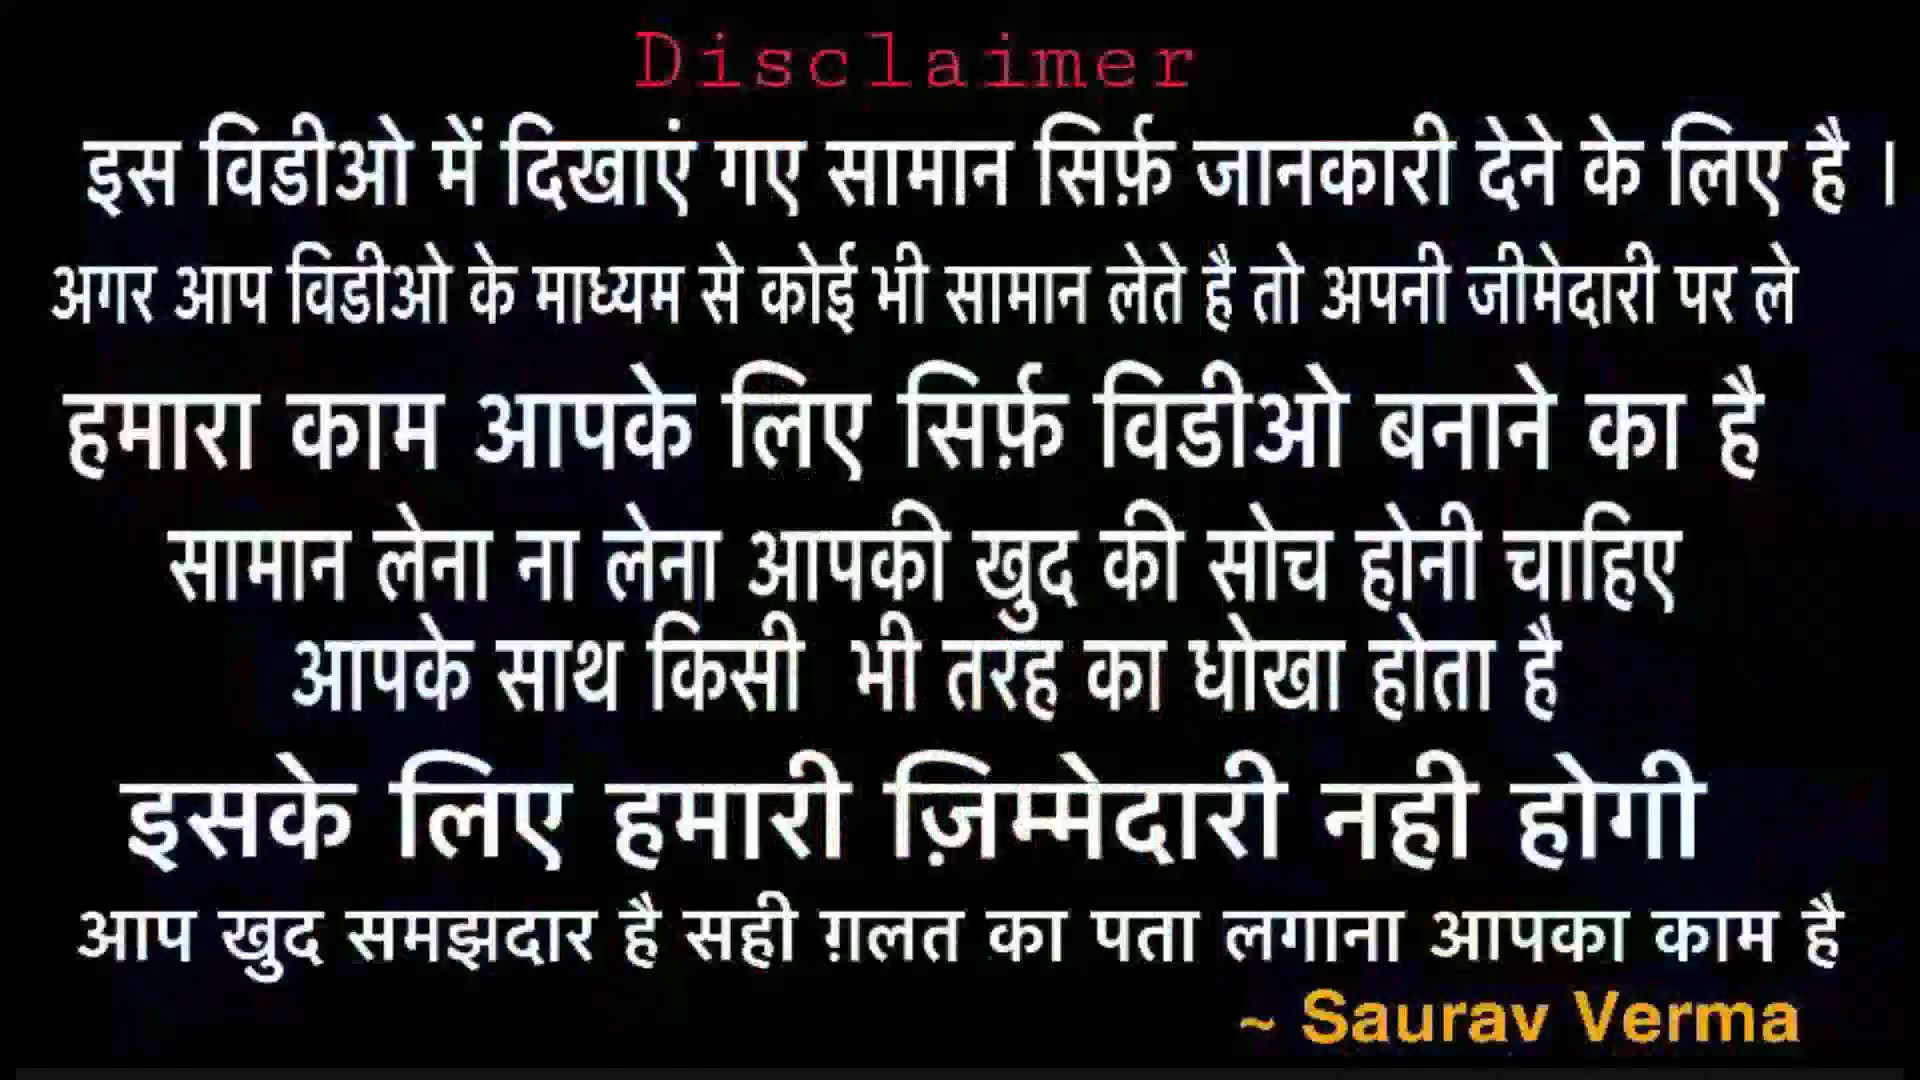 Disclaimer
इस विडीओ में दिखाएं गए सामान सिर्फ़ जानकारी देने के लिए है ।
अगर आप विडीओ के माध्यम से कोई भी सामान लेते है तो अपनी जीमेदारी पर ले
हमारा काम आपके लिए सिर्फ़ विडीओ बनाने का है
सामान लेना ना लेना आपकी खुद की सोच होनी चाहिए
आपके साथ किसी भी तरह का धोखा होता है
इसके लिए हमारी ज़िम्मेदारी नही होगी
आप खुद समझदार है सही ग़लत का पता लगाना आपका काम है
~ Saurav Verma